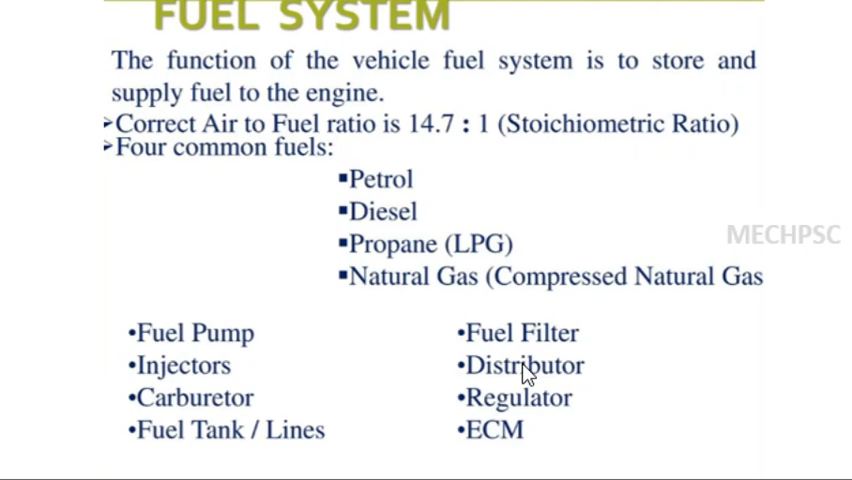 FUEL SYSTEM
The function of the vehicle fuel system is to store and
supply fuel to the engine.
➢Correct Air to Fuel ratio is 14.7 : 1 (Stoichiometric Ratio)
➢Four common fuels:
▪Petrol
▪Diesel
▪Propane (LPG)
MECHPSC
▪Natural Gas (Compressed Natural Gas
•Fuel Pump
•Injectors
•Carburetor
•Fuel Tank / Lines
•Fuel Filter
•Distributor
•Regulator
•ECM